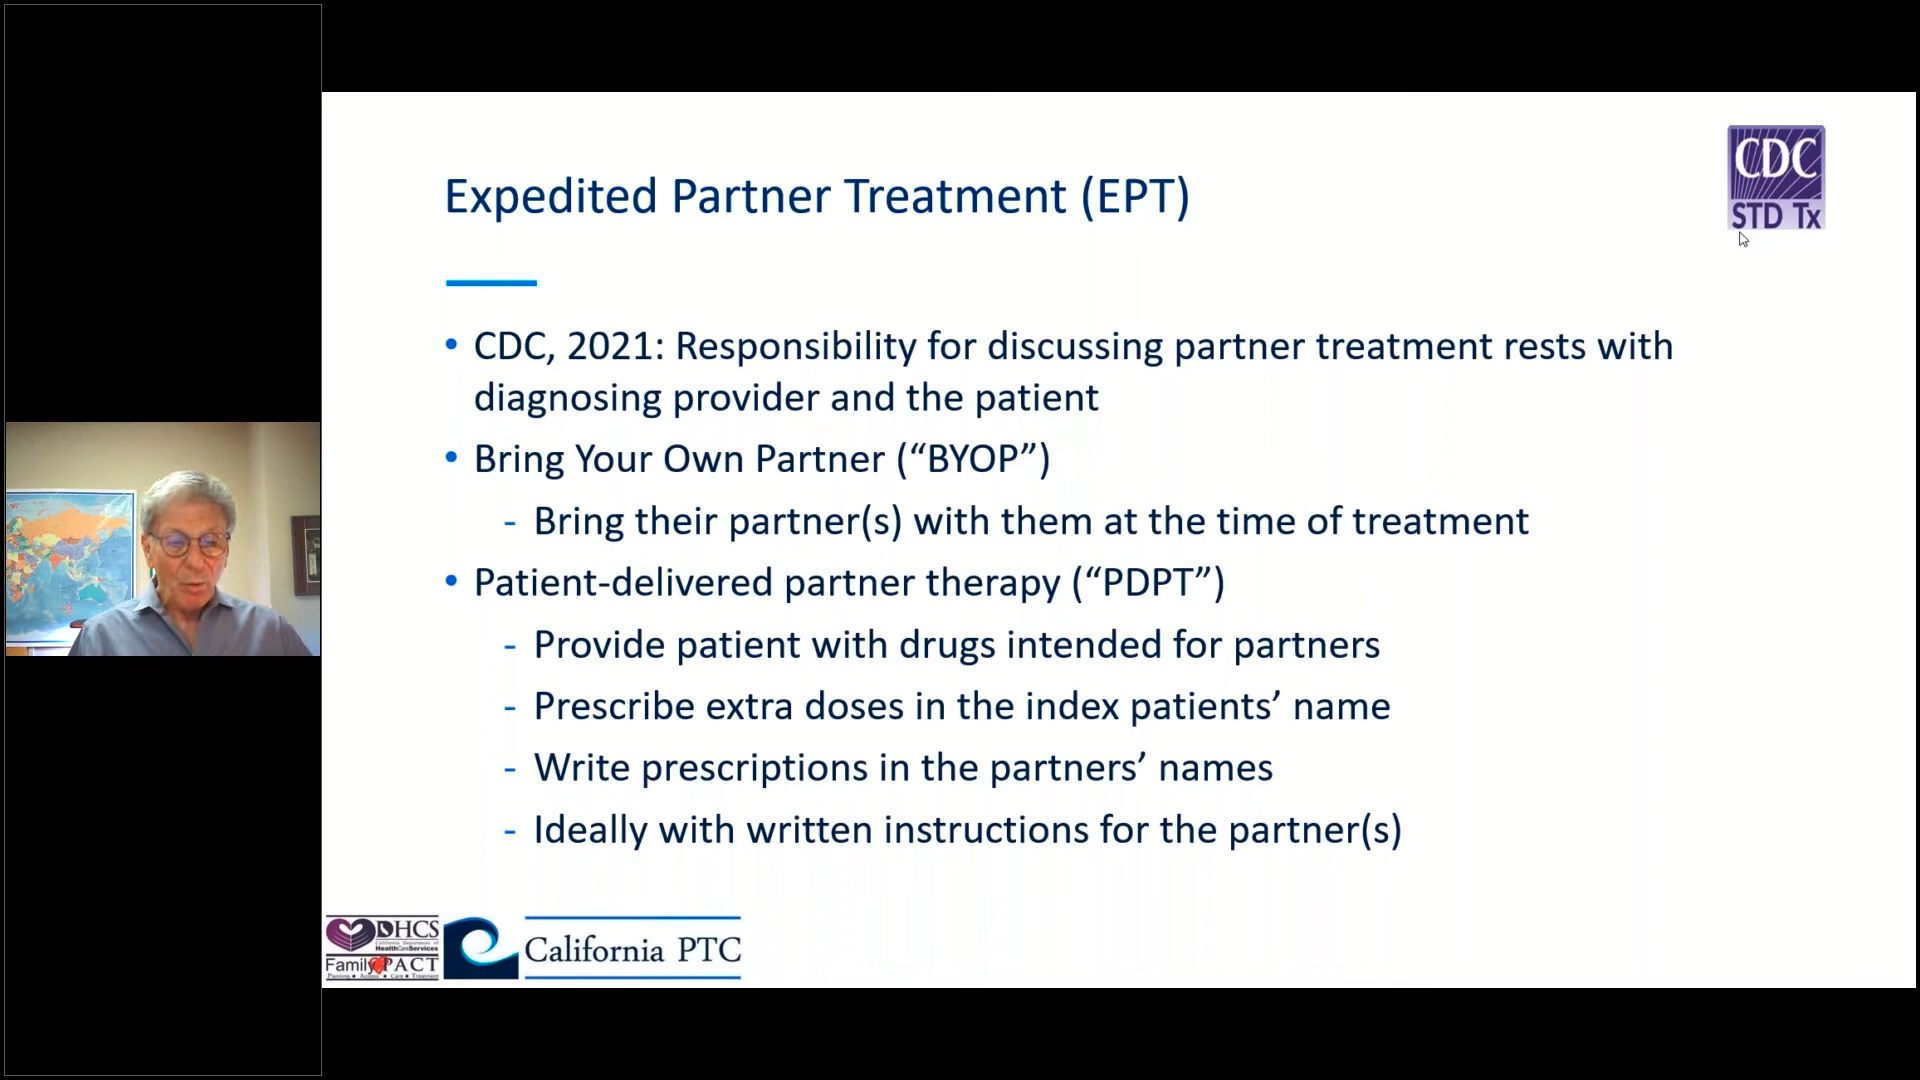 Expedited Partner Treatment (EPT)
CDC
STD Tx
• CDC, 2021: Responsibility for discussing partner treatment rests with
diagnosing provider and the patient
• Bring Your Own Partner (“BYOP”)
- Bring their partner(s) with them at the time of treatment
• Patient-delivered partner therapy (“PDPT”)
- Provide patient with drugs intended for partners
- Prescribe extra doses in the index patients’ name
- Write prescriptions in the partners’ names
- Ideally with written instructions for the partner(s)
DHCS
California Department of
HealthCareServices
Family PACT
Planning • Access • Care • Treatment
California PTC